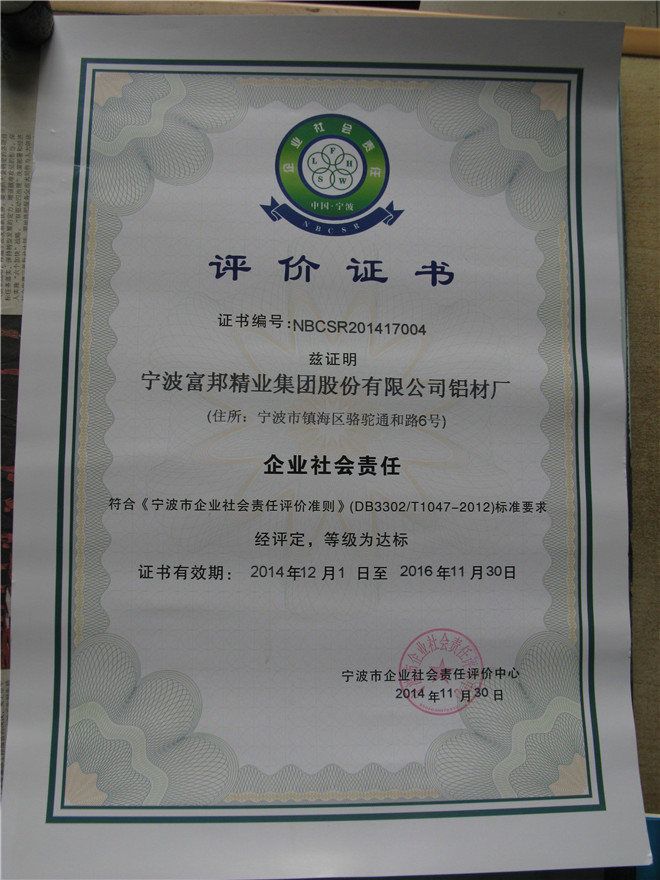 企业社会责任
F
L H
S W
中国·宁波
NBCSR
评价证书
证书编号:NBCSR201417004
兹证明
宁波富邦精业集团股份有限公司铝材厂
(住所：宁波市镇海区骆驼通和路6号)
企业社会责任
符合《宁波市企业社会责任评价准则》(DB3302/T1047-2012)标准要求
经评定，等级为达标
证书有效期： 2014年12月1 日至 2016年11月30日
宁波市企业社会责任评价中心
2014年11月30日